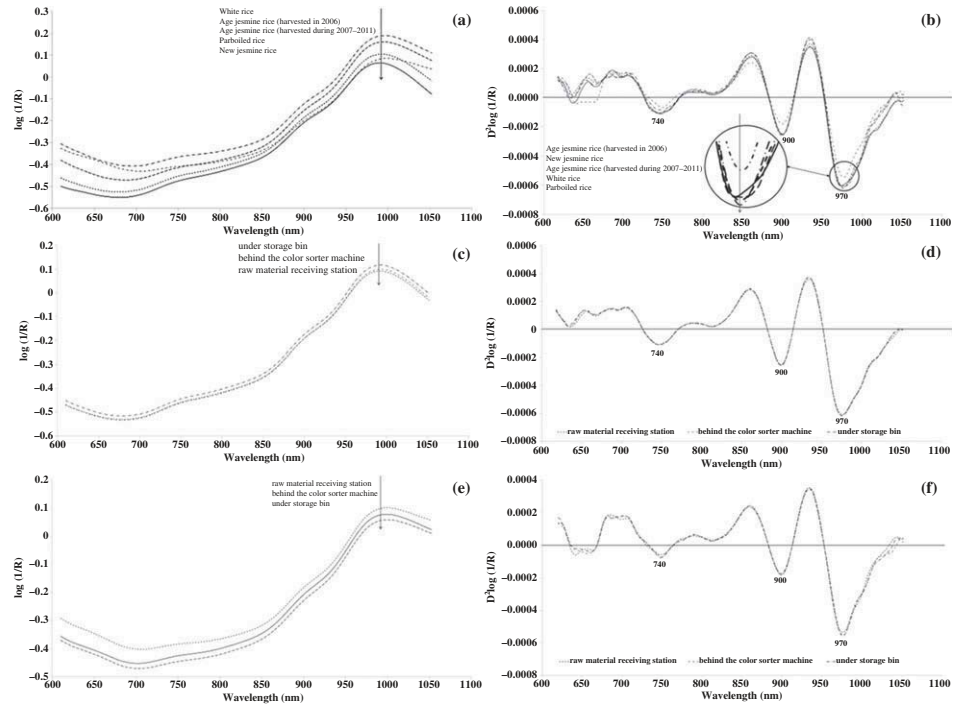 (a)
White rice
Age jesmine rice (harvested in 2006)
Age jesmine rice (harvested during 2007–2011)
Parboiled rice
New jesmine rice
log (1/R)
0.3
0.2
0.1
0
–0.1
–0.2
–0.3
–0.4
–0.5
–0.6
600 650 700 750 800 850 900 950 1000 1050 1100
Wavelength (nm)
(b)
D²log (1/R)
0.0006
0.0004
0.0002
0.0000
–0.0002
–0.0004
–0.0006
–0.0008
740
900
970
Age jesmine rice (harvested in 2006)
New jesmine rice
Age jesmine rice (harvested during 2007–2011)
White rice
Parboiled rice
600 650 700 750 800 850 900 950 1000 1050 1100
Wavelength (nm)
(c)
under storage bin
behind the color sorter machine
raw material receiving station
log (1/R)
0.2
0.1
0
–0.1
–0.2
–0.3
–0.4
–0.5
–0.6
600 650 700 750 800 850 900 950 1000 1050 1100
Wavelength (nm)
(d)
D²log (1/R)
0.0006
0.0004
0.0002
0
–0.0002
–0.0004
–0.0006
–0.0008
740
900
970
raw material receiving station behind the color sorter machine under storage bin
600 650 700 750 800 850 900 950 1000 1050 1100
Wavelength (nm)
(e)
raw material receiving station
behind the color sorter machine
under storage bin
log (1/R)
0.2
0.1
0
–0.1
–0.2
–0.3
–0.4
–0.5
600 650 700 750 800 850 900 950 1000 1050 1100
Wavelength (nm)
(f)
D²log (1/R)
0.0004
0.0002
0.0000
–0.0002
–0.0004
–0.0006
–0.0008
740
900
970
raw material receiving station behind the color sorter machine under storage bin
600 650 700 750 800 850 900 950 1000 1050 1100
Wavelength (nm)